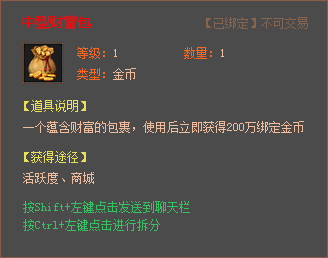 中级财富包 【已绑定】不可交易
等级：1 数量：1
类型：金币
【道具说明】
一个蕴含财富的包裹，使用后立即获得200万绑定金币
【获得途径】
活跃度、商城
按Shift+左键点击发送到聊天栏
按Ctrl+左键点击进行拆分